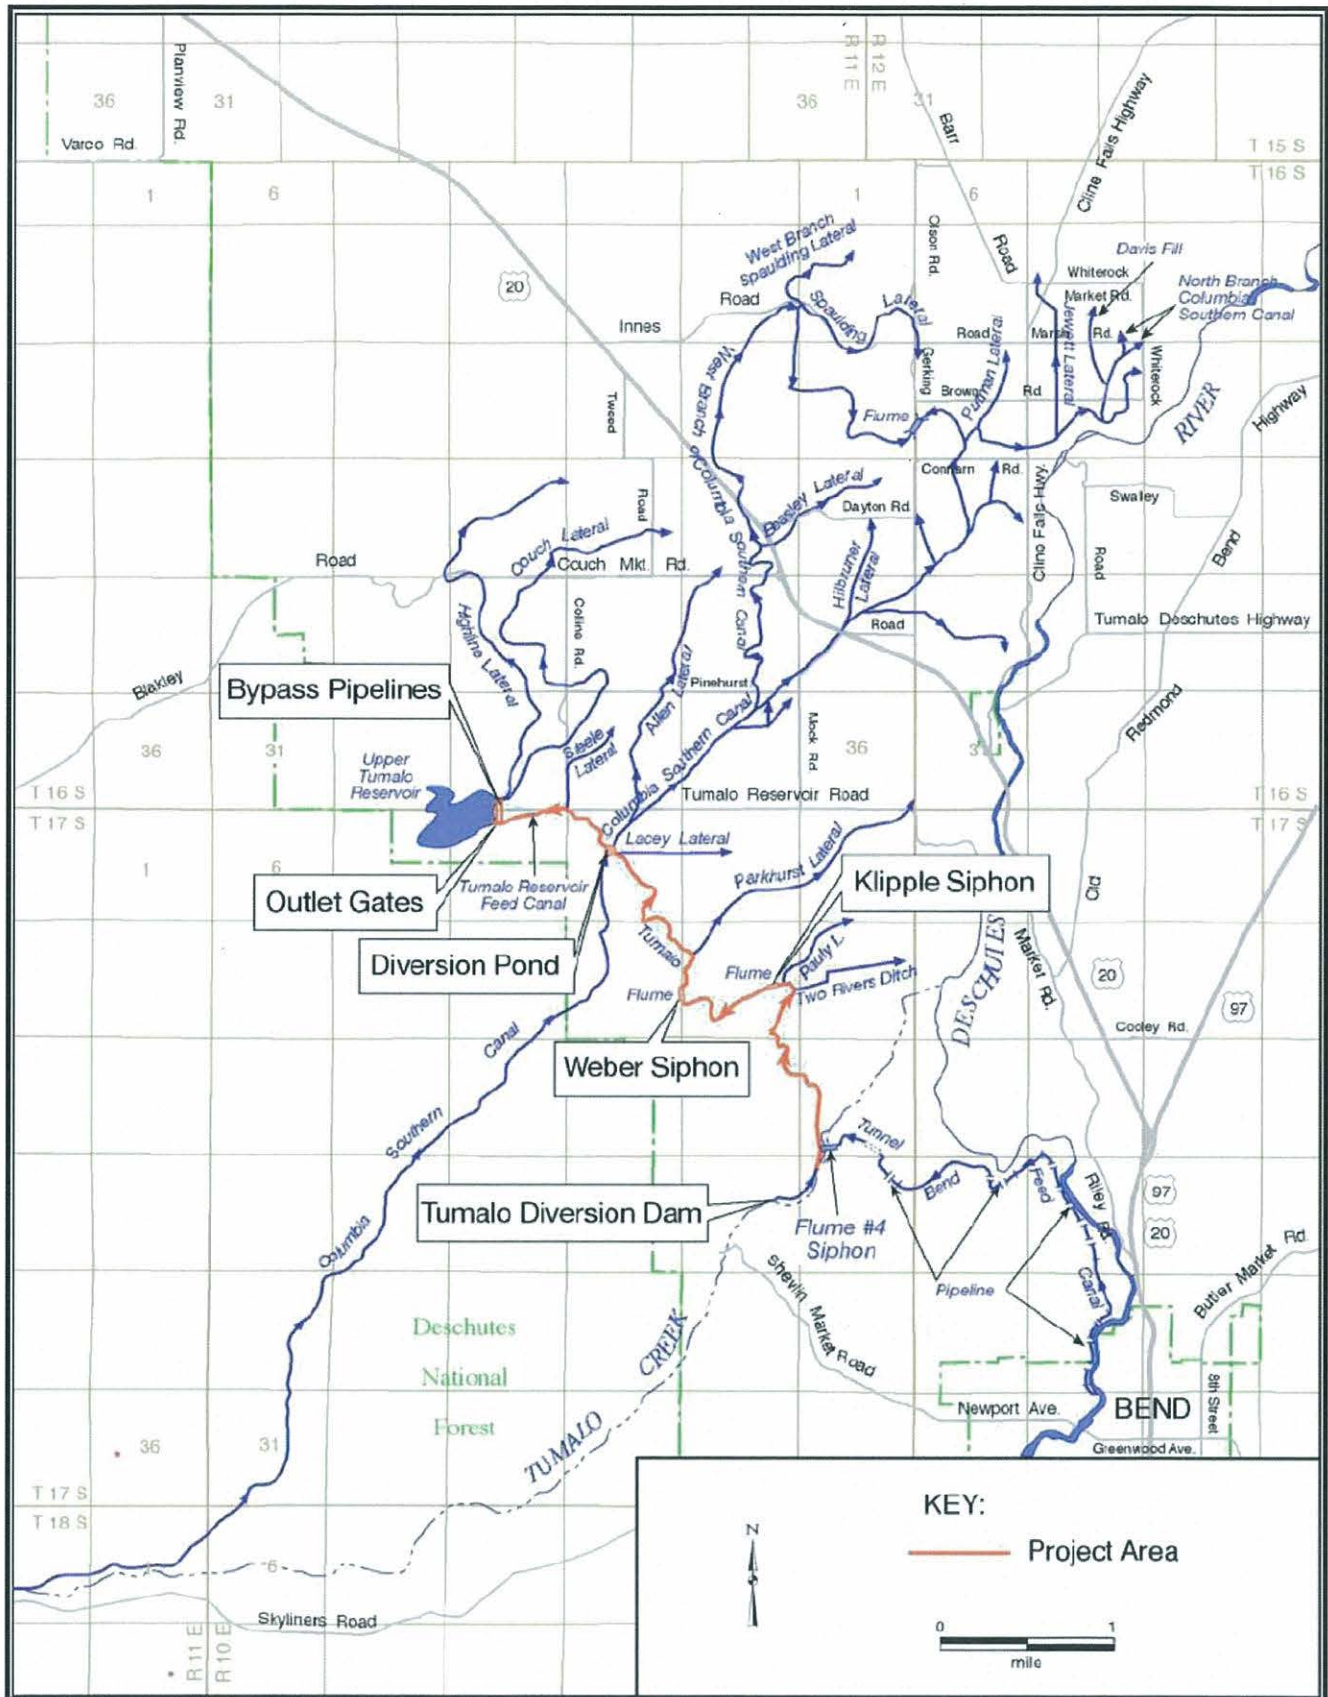 36
31
Planview Rd.
Varco Rd.
R 11 E
R 12 E
36
31
Barr
Road
Cline Falls Highway
T 15 S
T 16 S
1
6
1
6
20
West Branch
Spaulding Lateral
Olson Rd.
Davis Fill
Whiterock
Market Rd.
North Branch
Columbia
Southern Canal
Innes
Road
Spaulding
Lateral
Road
Marsh
Rd.
Gerking
Putman Lateral
Jewett Lateral
Whiterock
West Branch of Columbia Southern Canal
Tweed
Road
Flume
Brown
Rd
RIVER
Highway
Connarn
Rd.
Beasley Lateral
Dayton Rd.
Cline Falls Hwy.
Swalley
Road
Bend
Couch Lateral
Road
Couch Mkt. Rd.
Hilbruner
Lateral
Road
Tumalo Deschutes Highway
Highline Lateral
Colline Rd.
Allen Lateral
Pinehurst
Blakley
Bypass Pipelines
Redmond
36
31
Steele
Lateral
Columbia Southern Canal
Mock Rd
36
31
Upper
Tumalo
Reservoir
T 16 S
T 17 S
Tumalo Reservoir Road
T 16 S
T 17 S
Lacey Lateral
1
6
Parkhurst Lateral
Klipple Siphon
Old
Outlet Gates
Tumalo Reservoir
Feed Canal
Diversion Pond
Tumalo
Flume
Pauly L.
Two Rivers Ditch
Flume
DESCHUTES
Market Rd.
20
97
Cooley Rd.
Canal
Weber Siphon
Southern
Tunnel
Bend
Feed
Canal
Riley Rd.
97
20
Tumalo Diversion Dam
Flume #4
Siphon
Columbia
Pipeline
Shevlin
Market Road
Butler Market Rd.
Deschutes
National
Forest
CREEK
TUMALO
8th Street
Newport Ave.
BEND
Greenwood Ave.
36
31
T 17 S
T 18 S
1
6
Skyliners Road
R 11 E
R 10 E
KEY:
N
Project Area
0
1
mile